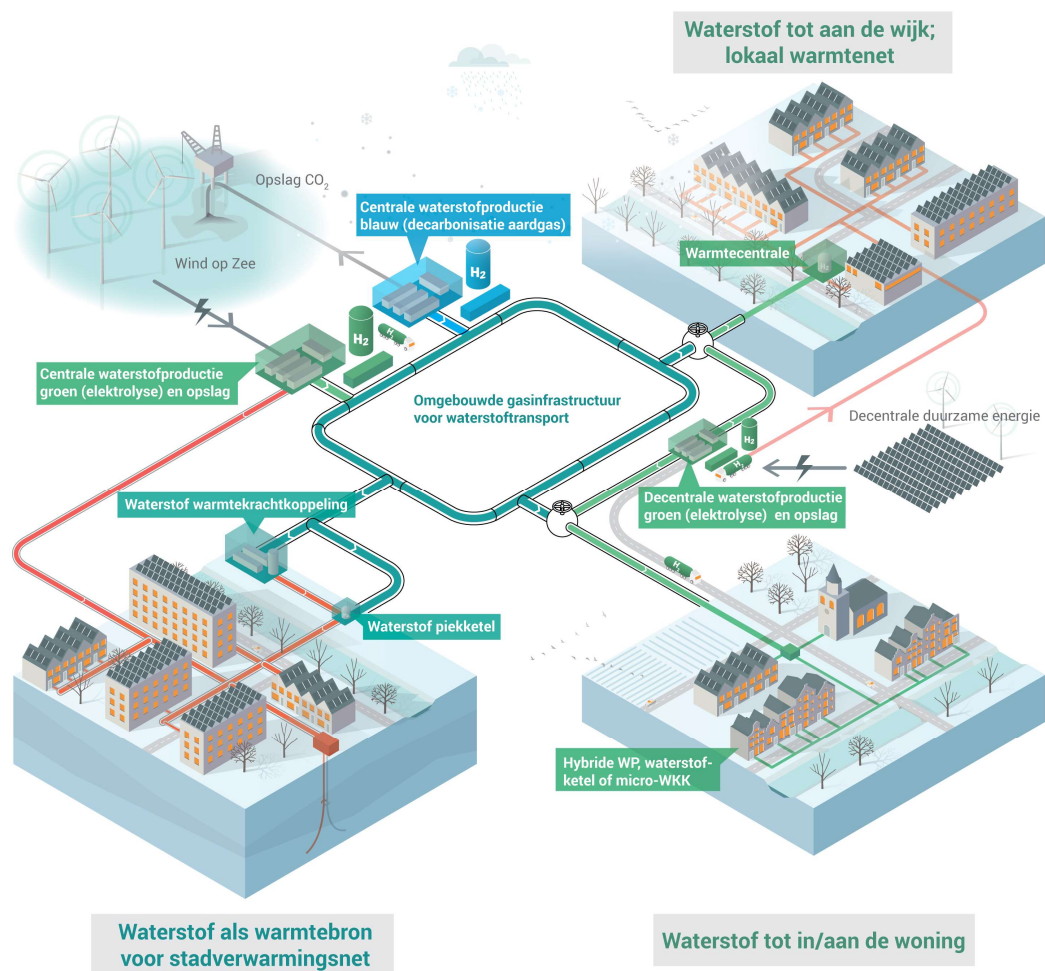 Waterstof tot aan de wijk;
lokaal warmtenet
Opslag CO₂
Centrale waterstofproductie
blauw (decarbonisatie aardgas)
H₂
Wind op Zee
Warmtecentrale
H₂
Centrale waterstofproductie
groen (elektrolyse) en opslag
Omgebouwde gasinfrastructuur
voor waterstoftransport
Decentrale duurzame energie
H₂
Decentrale waterstofproductie
groen (elektrolyse) en opslag
Waterstof warmtekrachtkoppeling
Waterstof piekketel
Hybride WP, waterstof-
ketel of micro-WKK
Waterstof als warmtebron
voor stadverwarmingsnet
Waterstof tot in/aan de woning